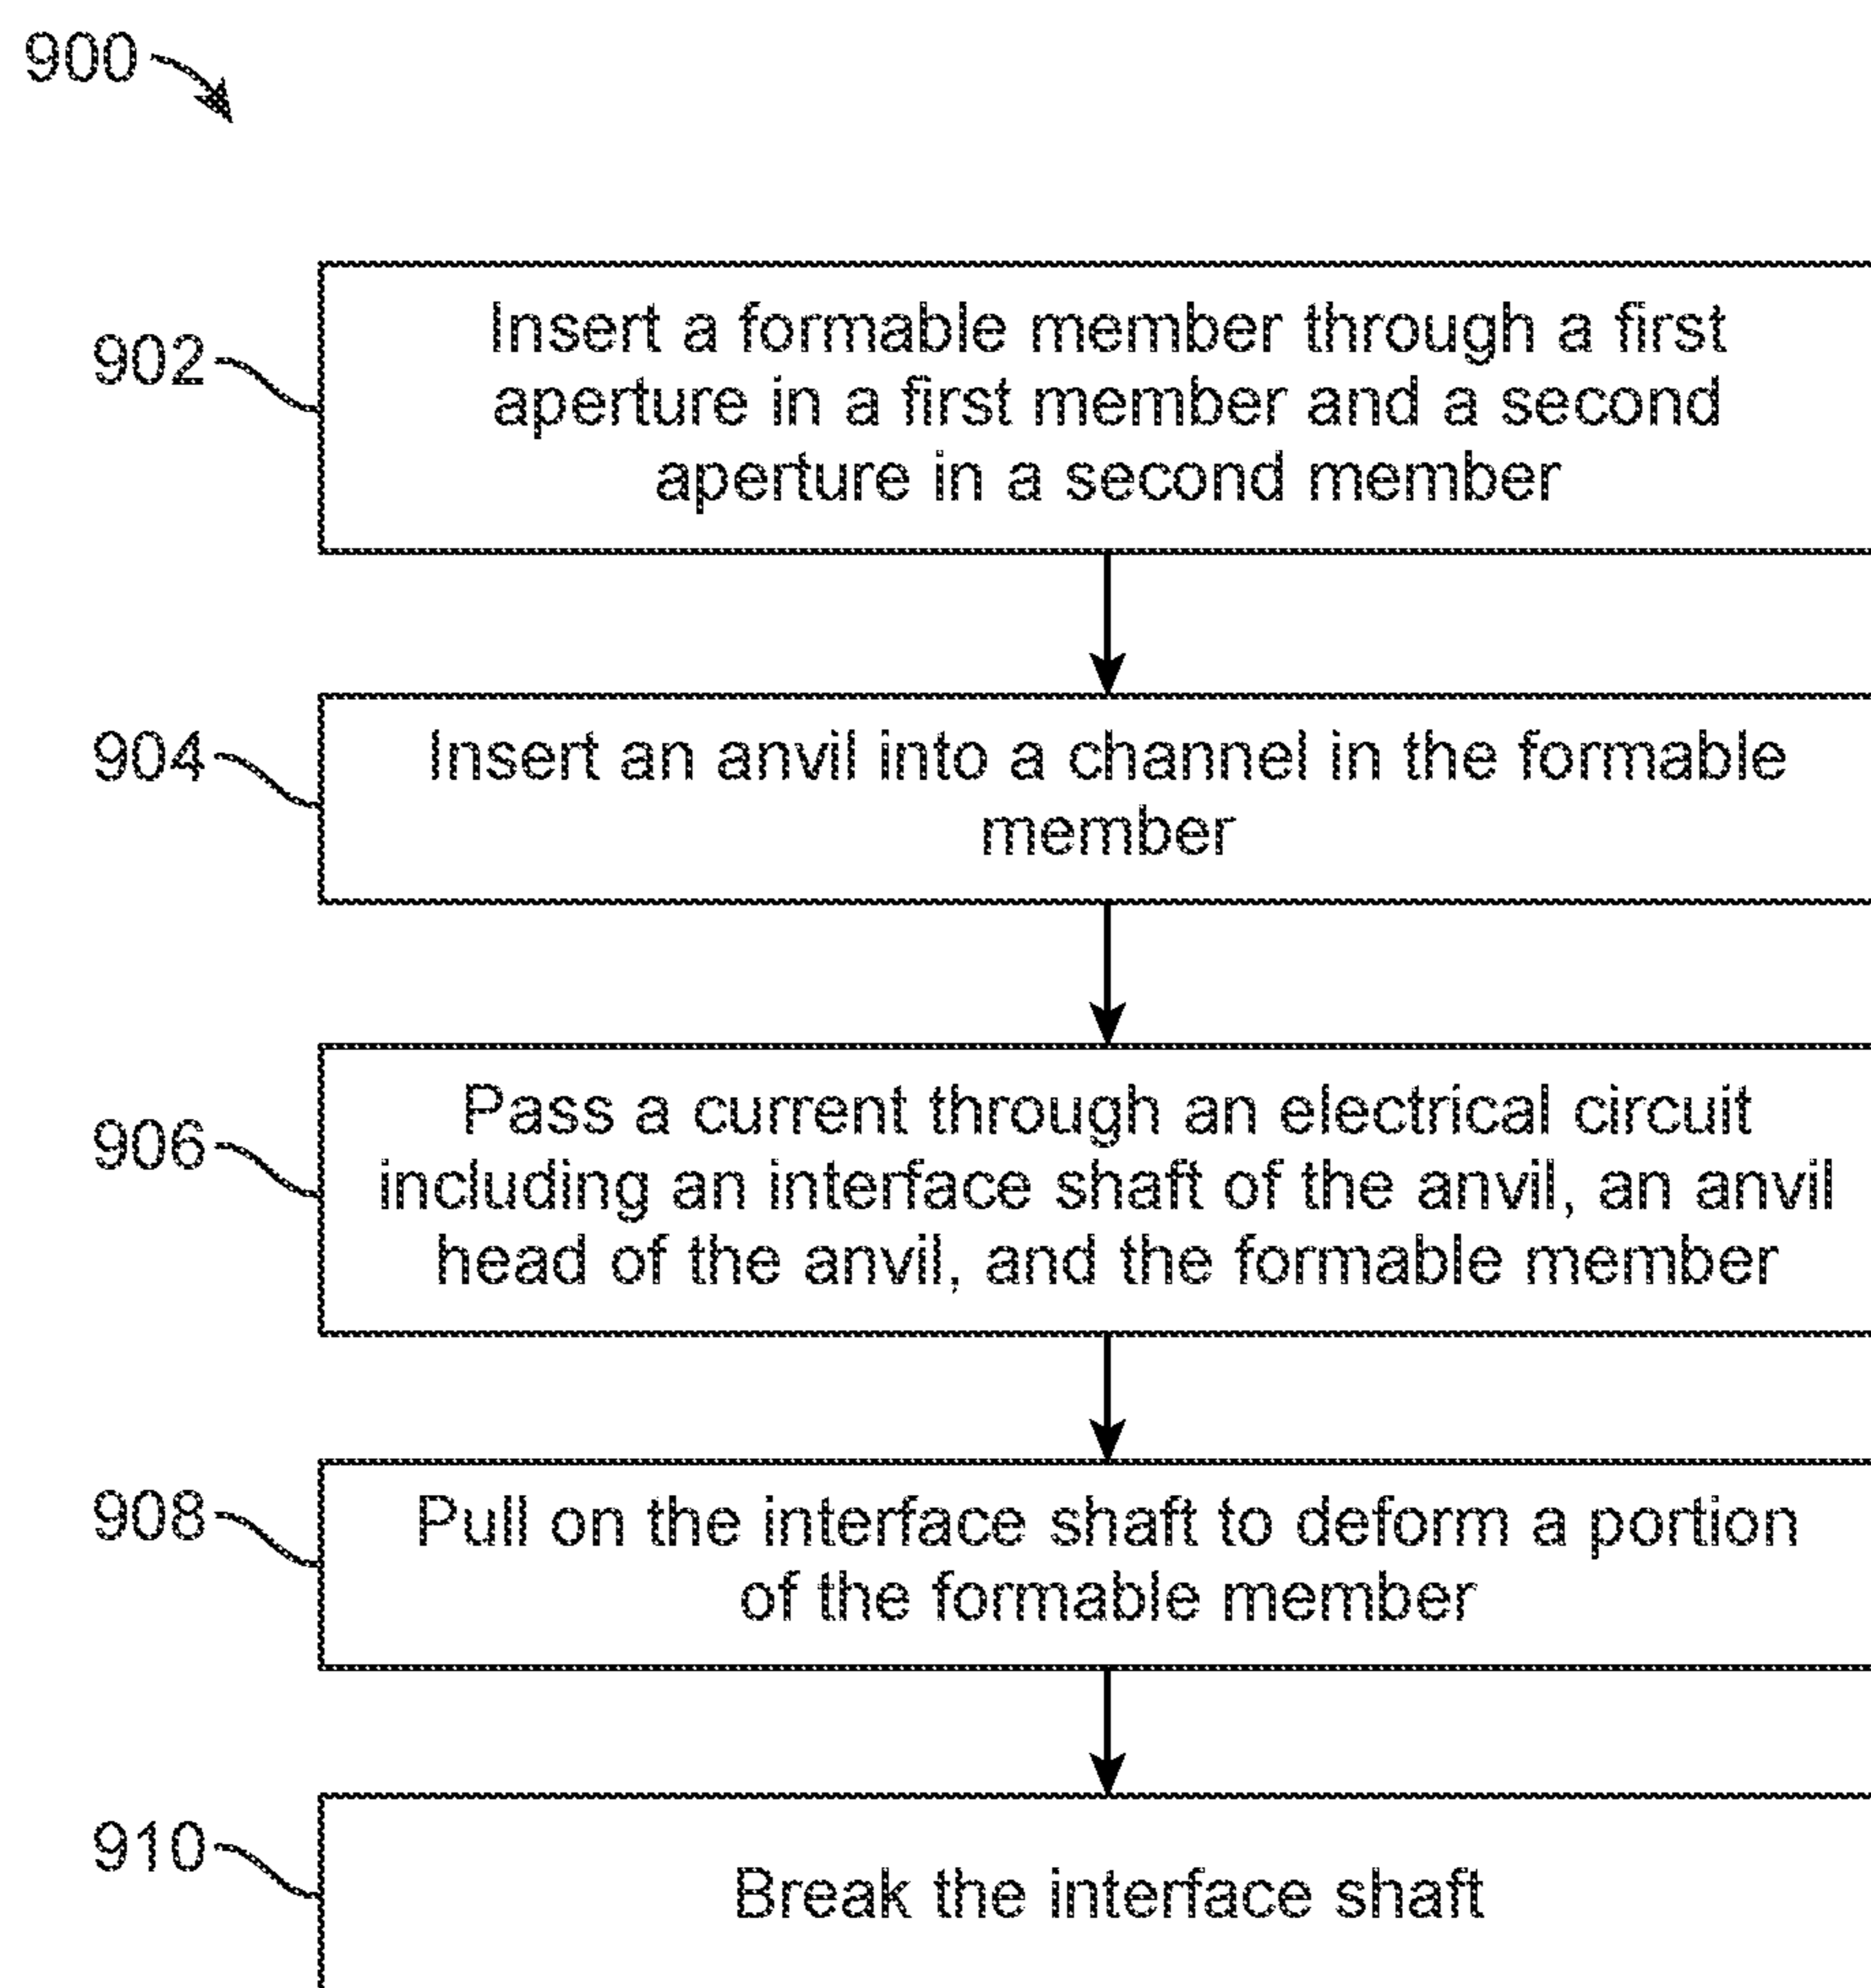 900
902
Insert a formable member through a first
aperture in a first member and a second
aperture in a second member
904
Insert an anvil into a channel in the formable
member
906
Pass a current through an electrical circuit
including an interface shaft of the anvil, an anvil
head of the anvil, and the formable member
908
Pull on the interface shaft to deform a portion
of the formable member
910
Break the interface shaft